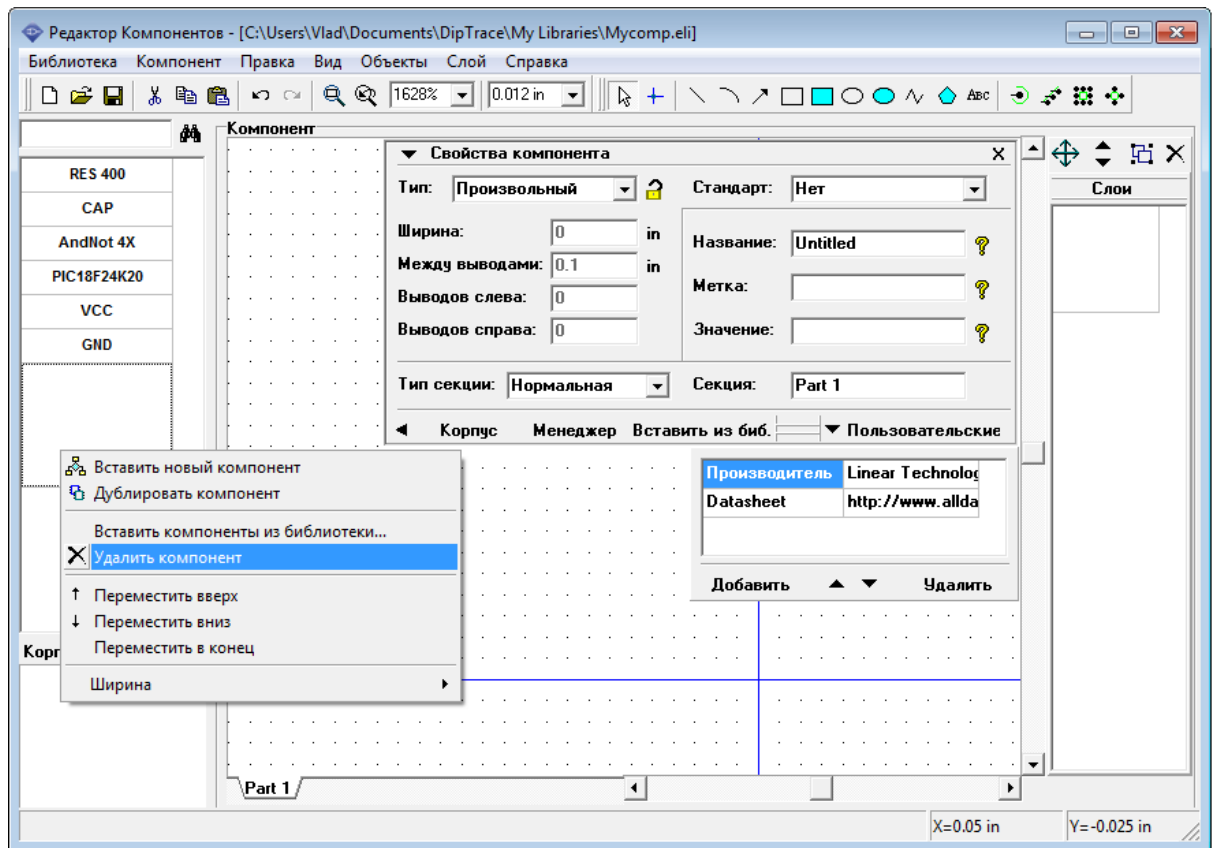 Редактор Компонентов - [C:\Users\Vlad\Documents\DipTrace\My Libraries\Mycomp.eli]
Библиотека Компонент Правка Вид Объекты Слой Справка
1628% 0.012 in ABC
Компонент
RES 400
CAP
AndNot 4X
PIC18F24K20
VCC
GND
Свойства компонента
Тип: Произвольный Стандарт: Нет
Ширина: 0 in
Между выводами: 0.1 in
Выводов слева: 0
Выводов справа: 0
Название: Untitled
Метка:
Значение:
Тип секции: Нормальная Секция: Part 1
Корпус Менеджер Вставить из биб. Пользовательские
Производитель Linear Technolog
Datasheet http://www.allda
Добавить Удалить
Слои
Вставить новый компонент
Дублировать компонент
Вставить компоненты из библиотеки...
Удалить компонент
Переместить вверх
Переместить вниз
Переместить в конец
Ширина
Корп
Part 1
X=0.05 in Y=-0.025 in